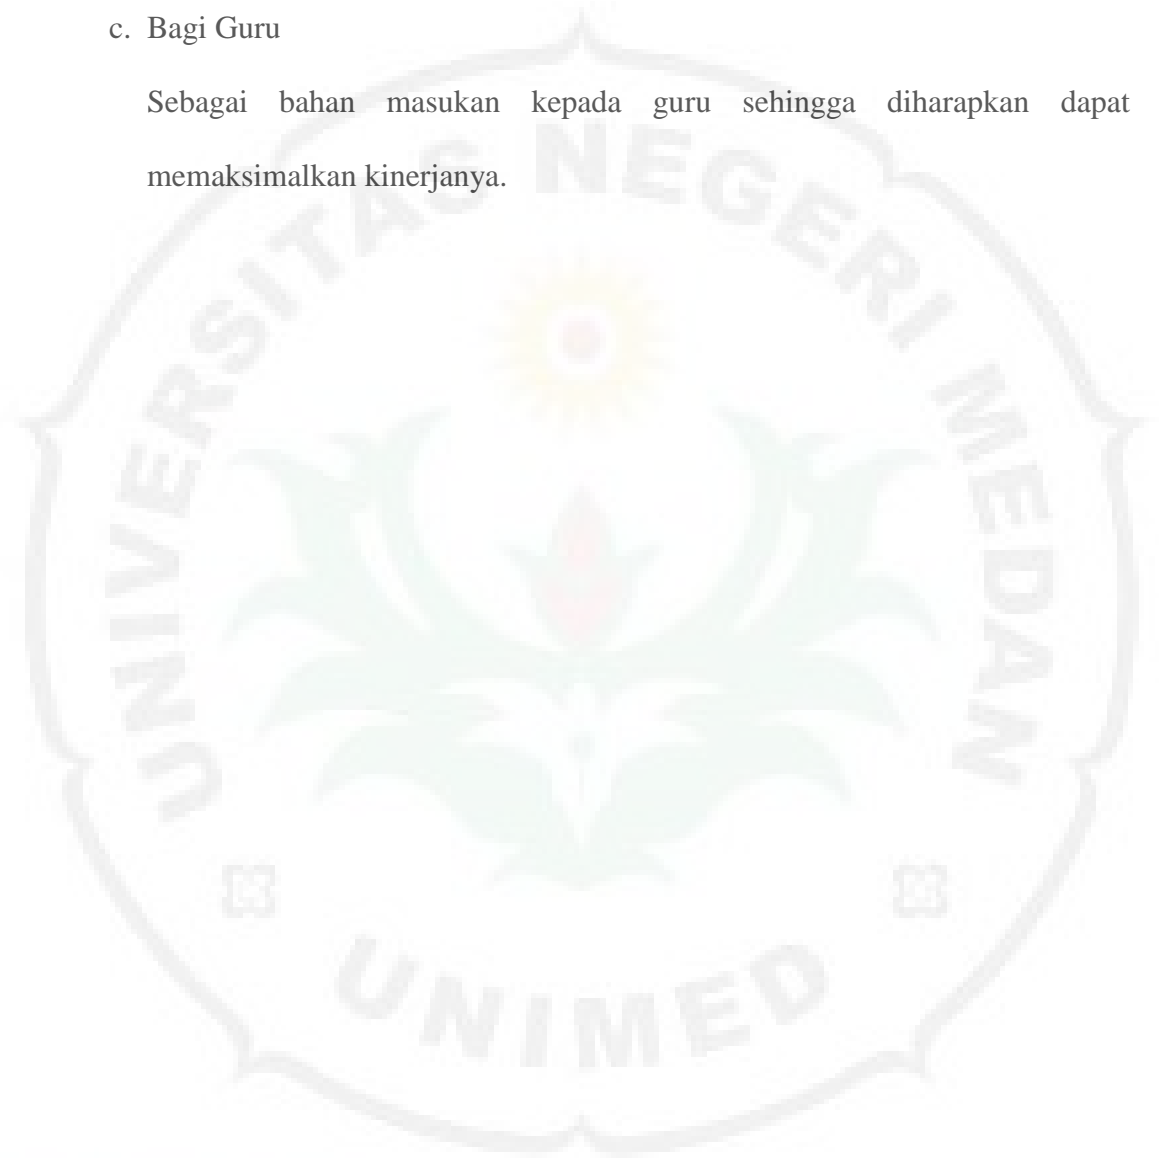 c. Bagi Guru
Sebagai bahan masukan kepada guru sehingga diharapkan dapat
memaksimalkan kinerjanya.
UNIVERSITAS NEGERI MEDAN
UNIMED